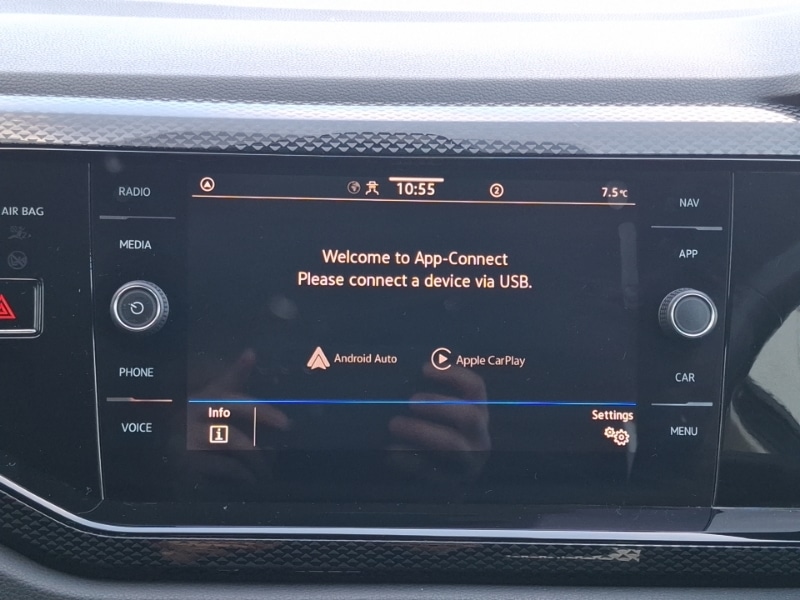 RADIO
10:55
2
7.5°C
NAV
AIR BAG
MEDIA
APP
Welcome to App-Connect
Please connect a device via USB.
Android Auto
Apple CarPlay
PHONE
CAR
Info
Settings
VOICE
MENU